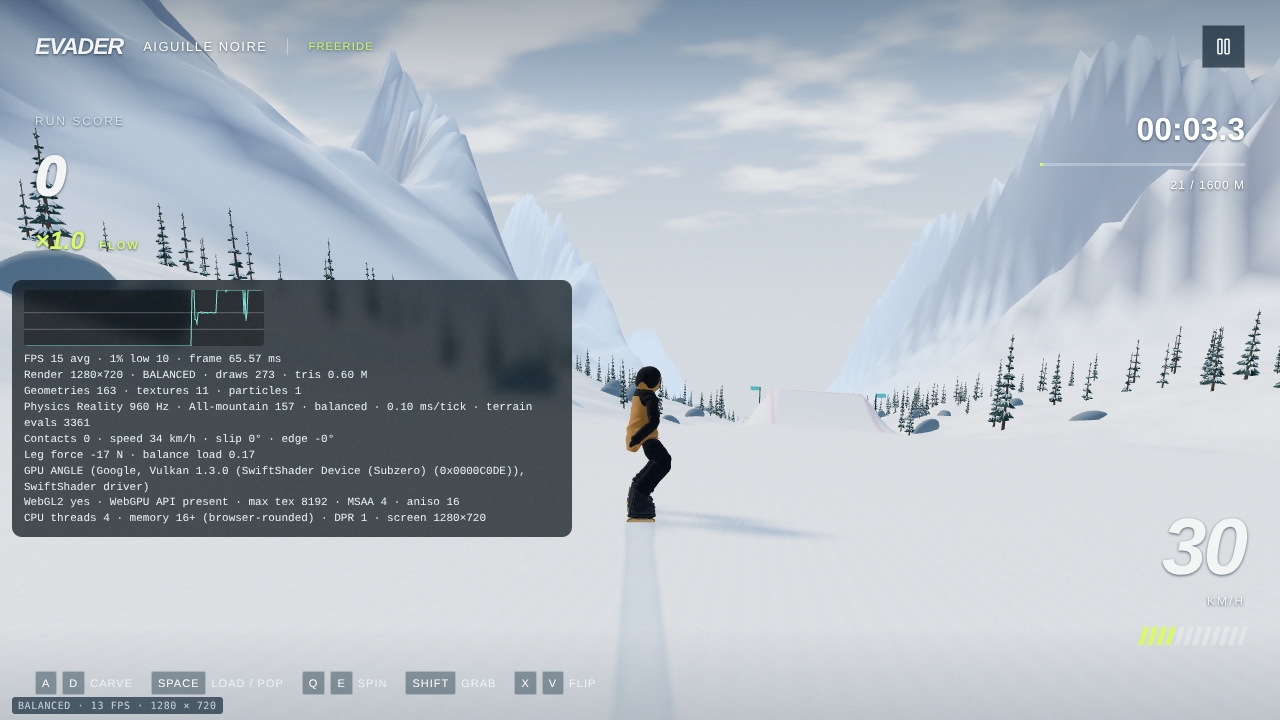 EVADER AIGUILLE NOIRE FREERIDE
RUN SCORE
0
×1.0 FLOW
00:03.3
21 / 1600 M
FPS 15 avg · 1% low 10 · frame 65.57 ms
Render 1280×720 · BALANCED · draws 273 · tris 0.60 M
Geometries 163 · textures 11 · particles 1
Physics Reality 960 Hz · All-mountain 157 · balanced · 0.10 ms/tick · terrain
evals 3361
Contacts 0 · speed 34 km/h · slip 0° · edge -0°
Leg force -17 N · balance load 0.17
GPU ANGLE (Google, Vulkan 1.3.0 (SwiftShader Device (Subzero) (0x0000C0DE)),
SwiftShader driver)
WebGL2 yes · WebGPU API present · max tex 8192 · MSAA 4 · aniso 16
CPU threads 4 · memory 16+ (browser-rounded) · DPR 1 · screen 1280×720
30
KM/H
A D CARVE SPACE LOAD / POP Q E SPIN SHIFT GRAB X V FLIP
BALANCED · 13 FPS · 1280 × 720